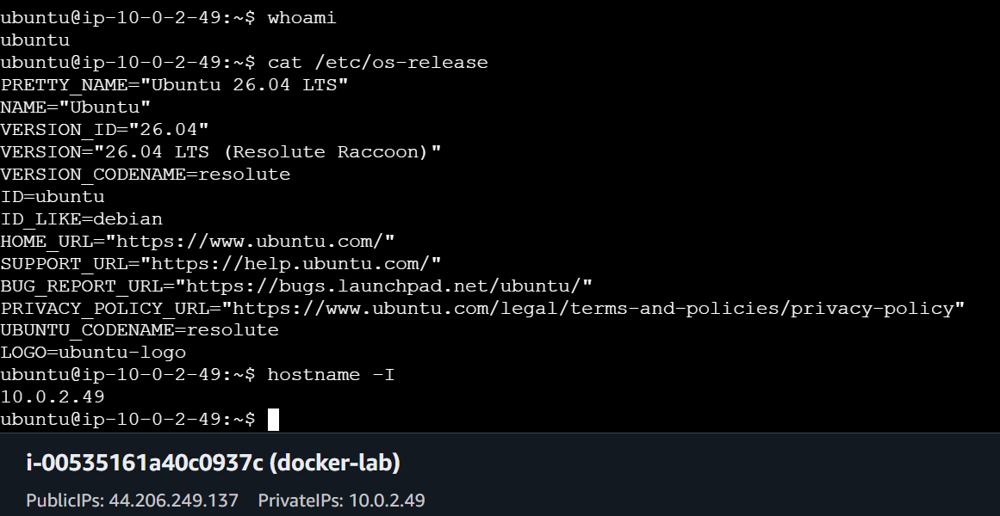 ubuntu@ip-10-0-2-49:~$ whoami
ubuntu
ubuntu@ip-10-0-2-49:~$ cat /etc/os-release
PRETTY_NAME="Ubuntu 26.04 LTS"
NAME="Ubuntu"
VERSION_ID="26.04"
VERSION="26.04 LTS (Resolute Raccoon)"
VERSION_CODENAME=resolute
ID=ubuntu
ID_LIKE=debian
HOME_URL="https://www.ubuntu.com/"
SUPPORT_URL="https://help.ubuntu.com/"
BUG_REPORT_URL="https://bugs.launchpad.net/ubuntu/"
PRIVACY_POLICY_URL="https://www.ubuntu.com/legal/terms-and-policies/privacy-policy"
UBUNTU_CODENAME=resolute
LOGO=ubuntu-logo
ubuntu@ip-10-0-2-49:~$ hostname -I
10.0.2.49
ubuntu@ip-10-0-2-49:~$
i-00535161a40c0937c (docker-lab)
PublicIPs: 44.206.249.137 PrivateIPs: 10.0.2.49